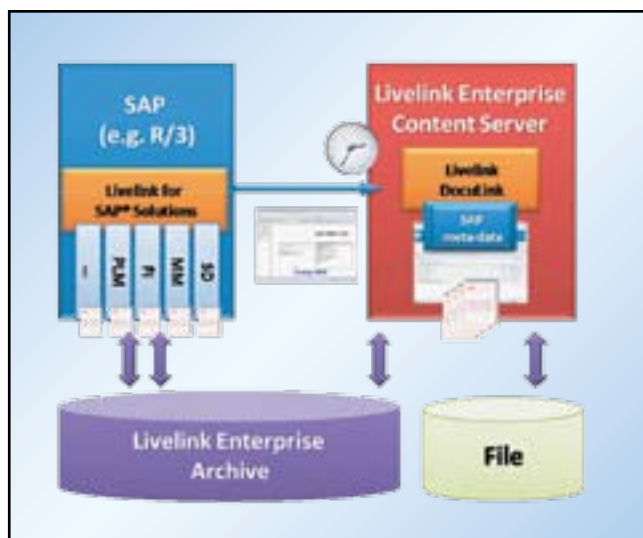 SAP
(e.g. R/3)
Livelink for
SAP® Solutions
PLM
FI
MM
SD
Livelink Enterprise
Content Server
Livelink
DocuLink
SAP
meta-data
Livelink Enterprise
Archive
File